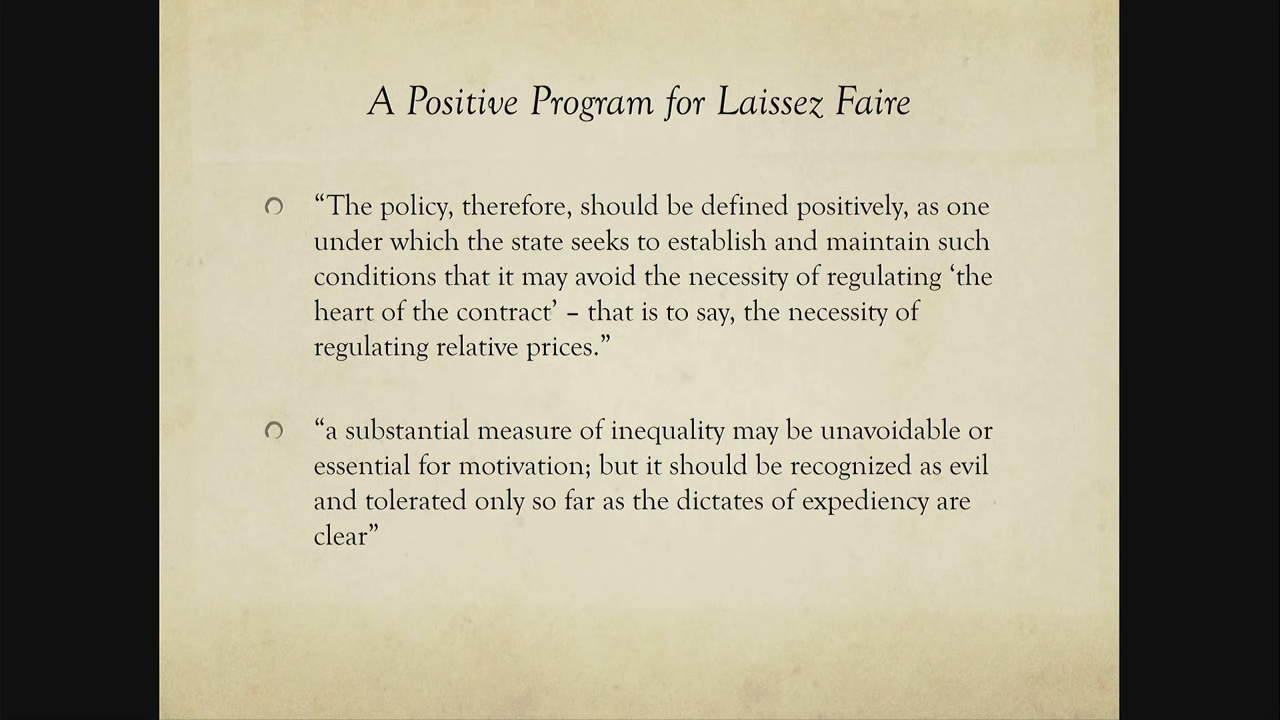 A Positive Program for Laissez Faire
“The policy, therefore, should be defined positively, as one
under which the state seeks to establish and maintain such
conditions that it may avoid the necessity of regulating ‘the
heart of the contract’ – that is to say, the necessity of
regulating relative prices.”
“a substantial measure of inequality may be unavoidable or
essential for motivation; but it should be recognized as evil
and tolerated only so far as the dictates of expediency are
clear”